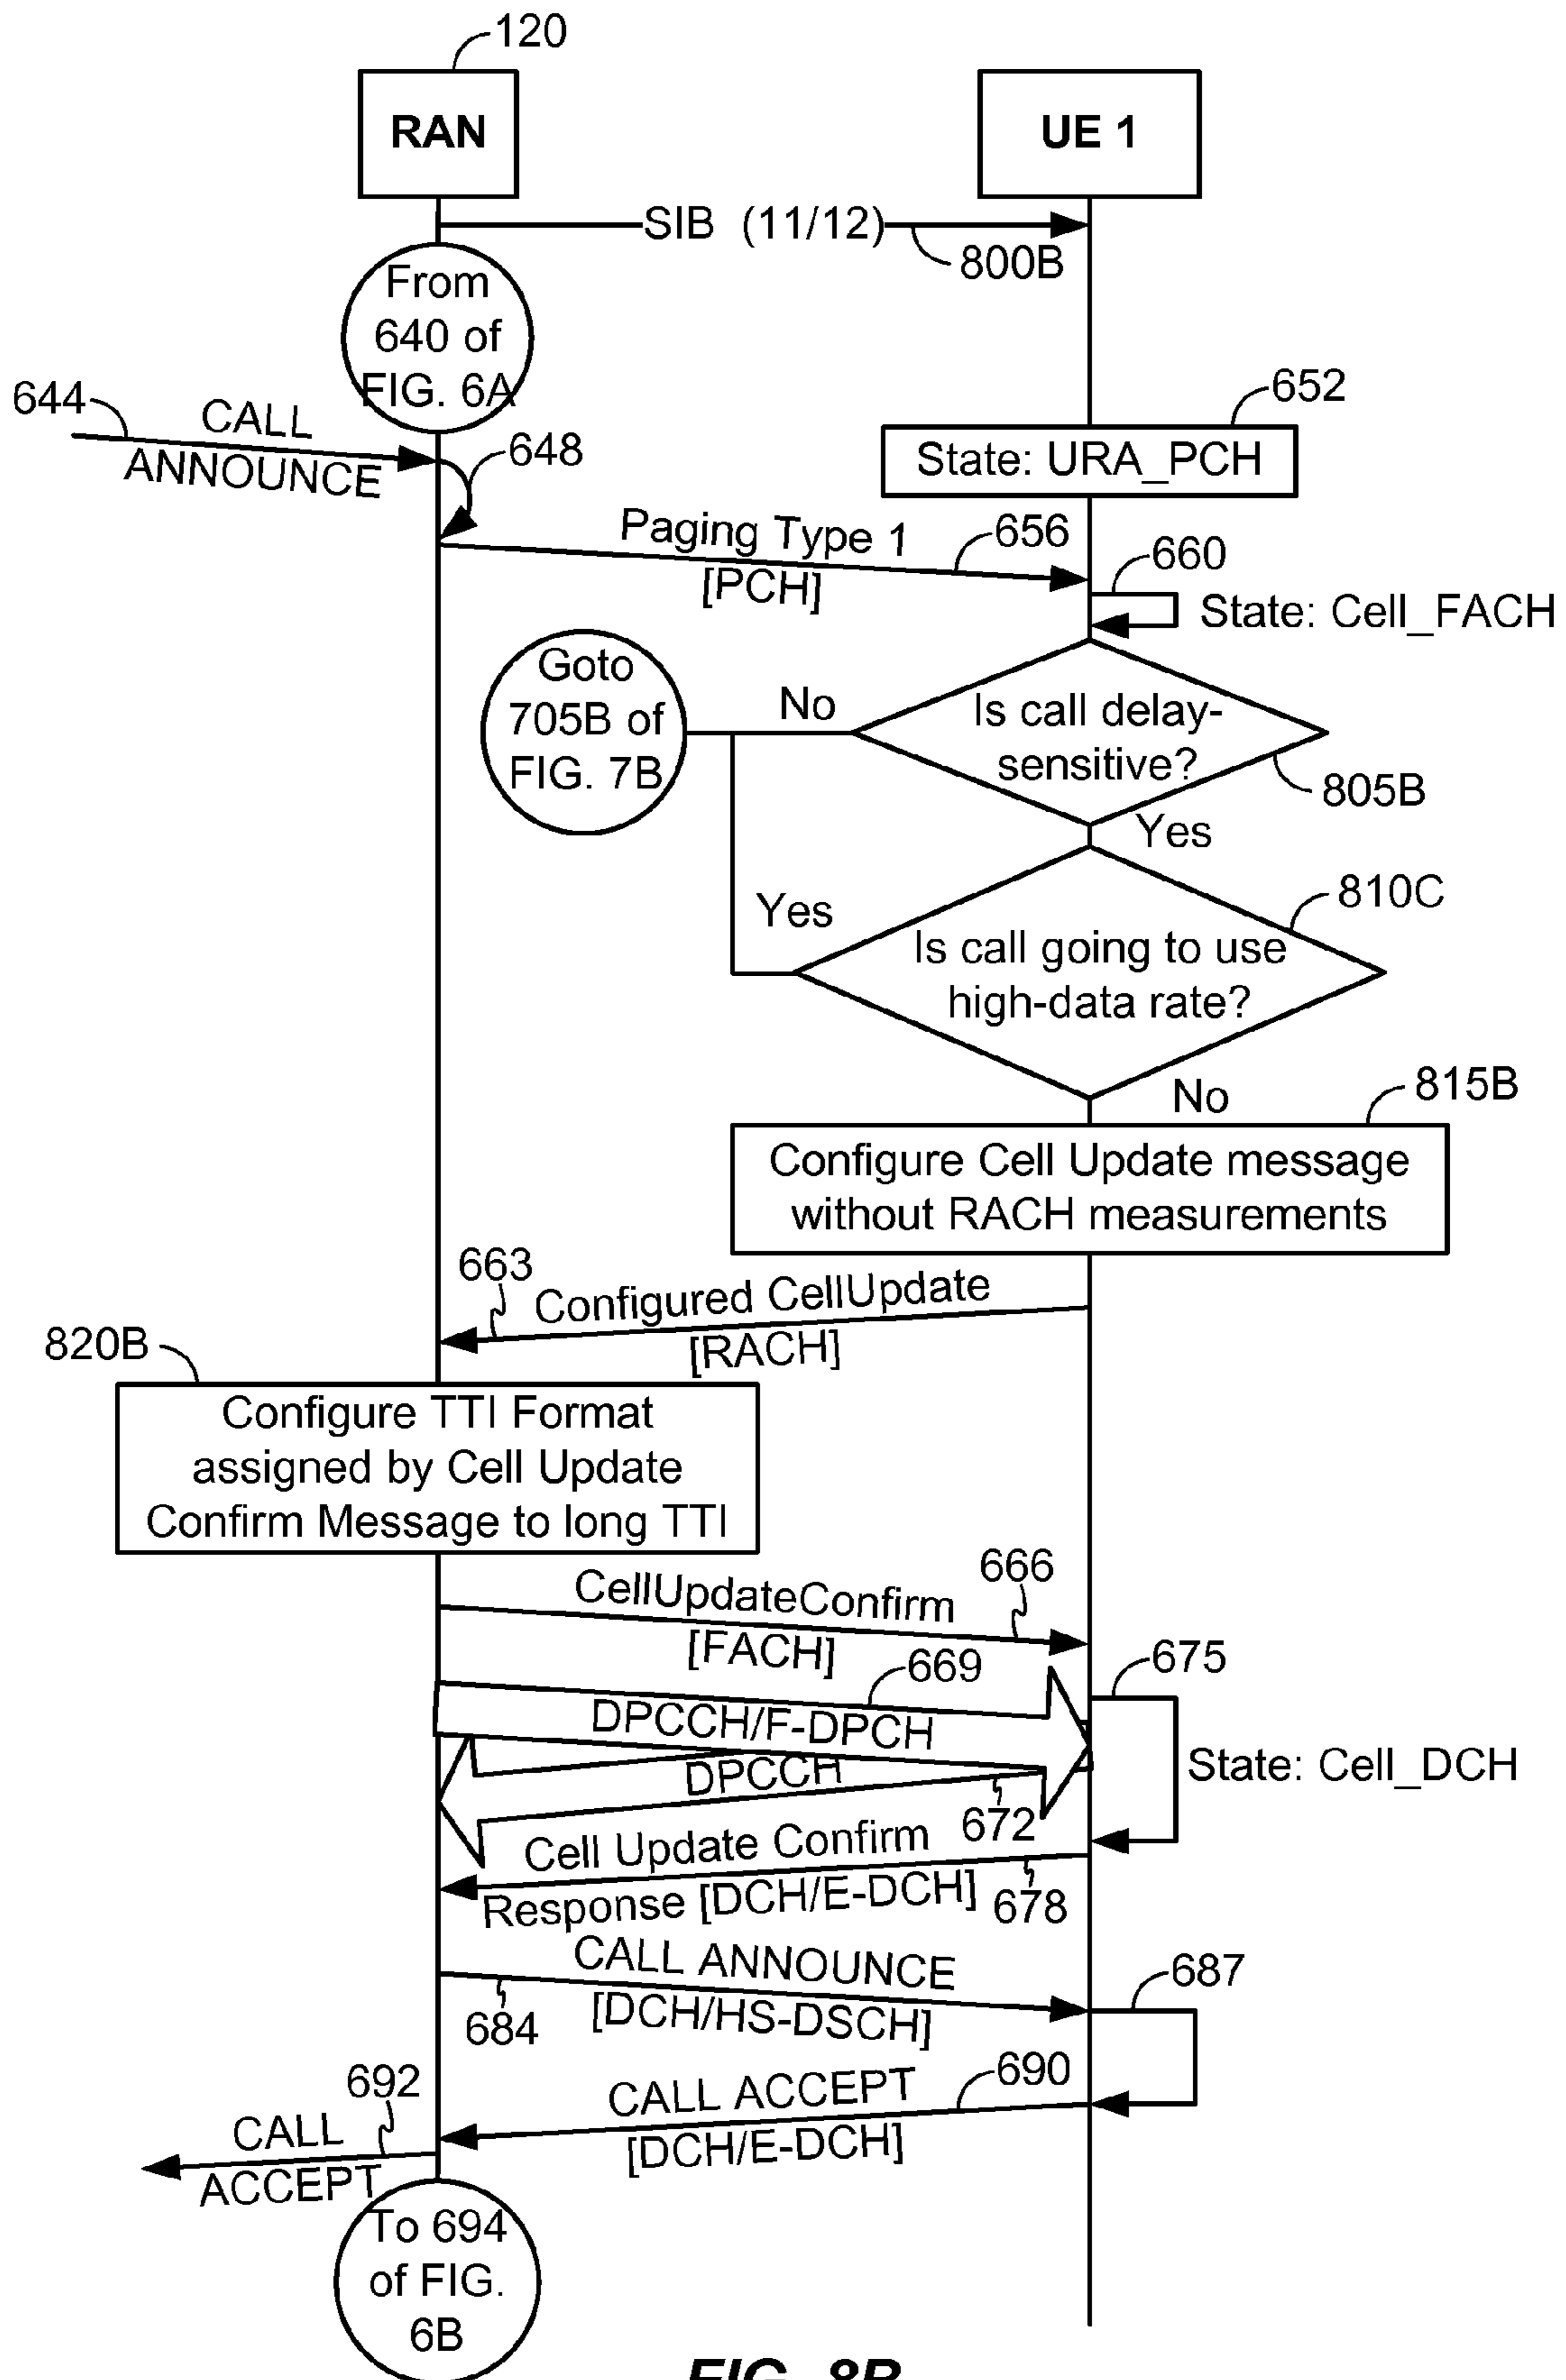 120
RAN
UE 1
SIB (11/12)
800B
From
640 of
FIG. 6A
644
CALL
ANNOUNCE
648
652
State: URA_PCH
Paging Type 1
[PCH]
656
660
State: Cell_FACH
Goto
705B of
FIG. 7B
No
Is call delay-
sensitive?
805B
Yes
810C
Yes
Is call going to use
high-data rate?
No
815B
Configure Cell Update message
without RACH measurements
663
Configured CellUpdate
[RACH]
820B
Configure TTI Format
assigned by Cell Update
Confirm Message to long TTI
CellUpdateConfirm
[FACH]
666
669
675
DPCCH/F-DPCH
DPCCH
672
State: Cell_DCH
Cell Update Confirm
Response [DCH/E-DCH]
678
CALL ANNOUNCE
[DCH/HS-DSCH]
684
687
692
CALL ACCEPT
[DCH/E-DCH]
690
CALL
ACCEPT
To 694
of FIG.
6B
FIG. 8B